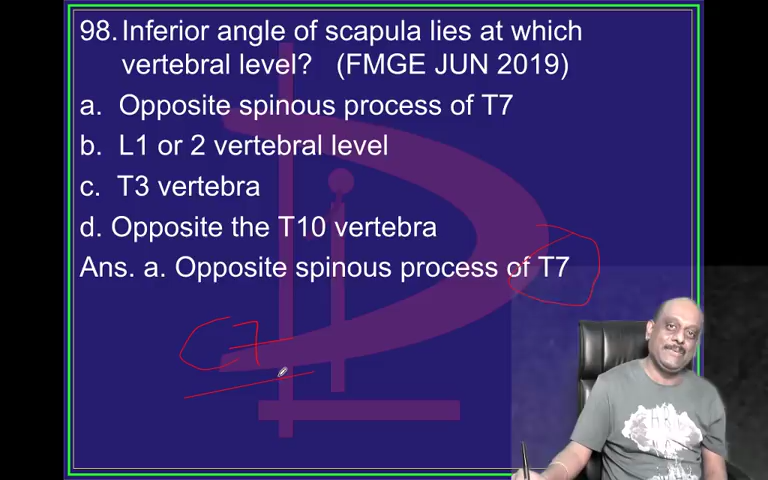 98. Inferior angle of scapula lies at which
vertebral level? (FMGE JUN 2019)
a. Opposite spinous process of T7
b. L1 or 2 vertebral level
c. T3 vertebra
d. Opposite the T10 vertebra
Ans. a. Opposite spinous process of T7
C7